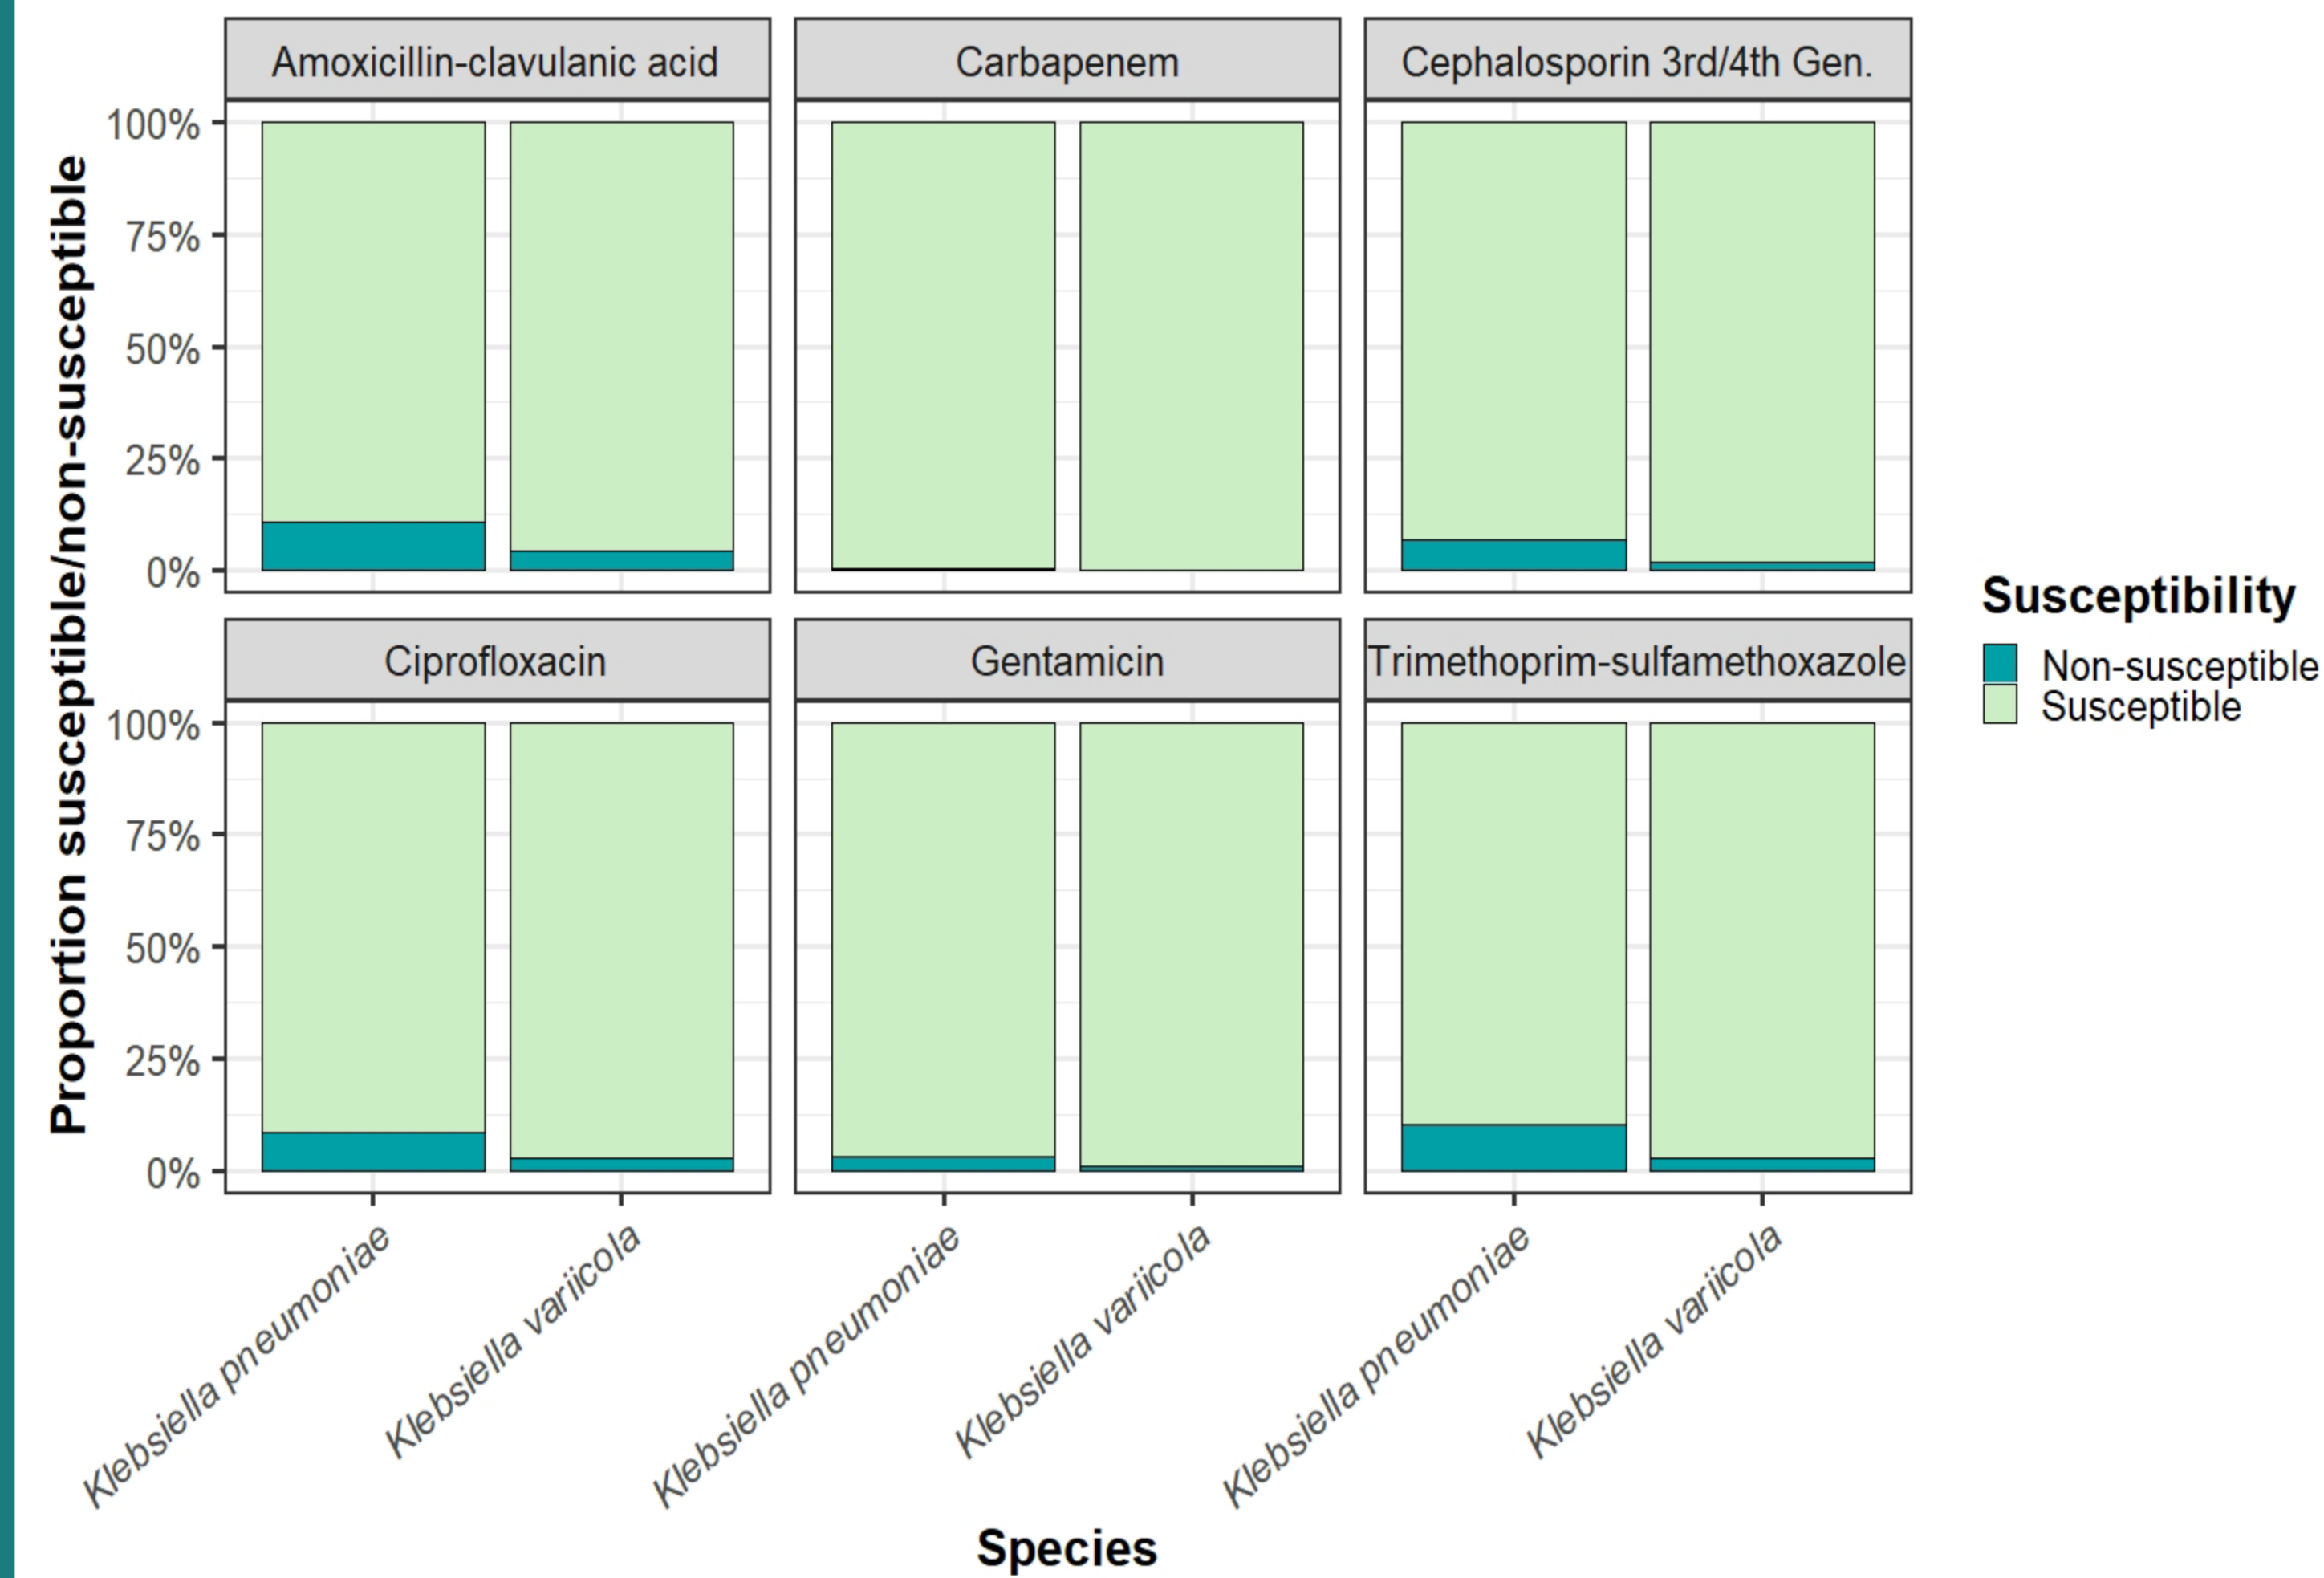 Amoxicillin-clavulanic acid
Carbapenem
Cephalosporin 3rd/4th Gen.
Proportion susceptible/non-susceptible
100%
75%
50%
25%
0%
Ciprofloxacin
Gentamicin
Trimethoprim-sulfamethoxazole
100%
75%
50%
25%
0%
Klebsiella pneumoniae
Klebsiella variicola
Klebsiella pneumoniae
Klebsiella variicola
Klebsiella pneumoniae
Klebsiella variicola
Species
Susceptibility
Non-susceptible
Susceptible